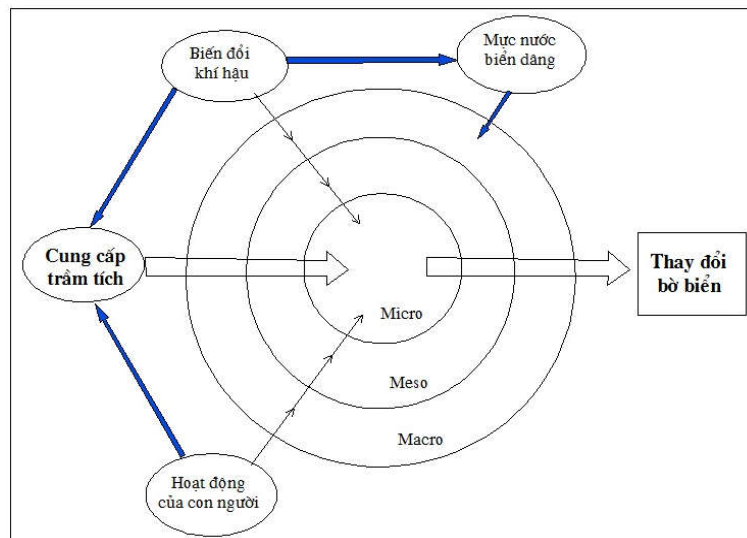 Biến đổi
khí hậu
Mực nước
biển dâng
Cung cấp
trầm tích
Thay đổi
bờ biển
Micro
Meso
Macro
Hoạt động
của con người